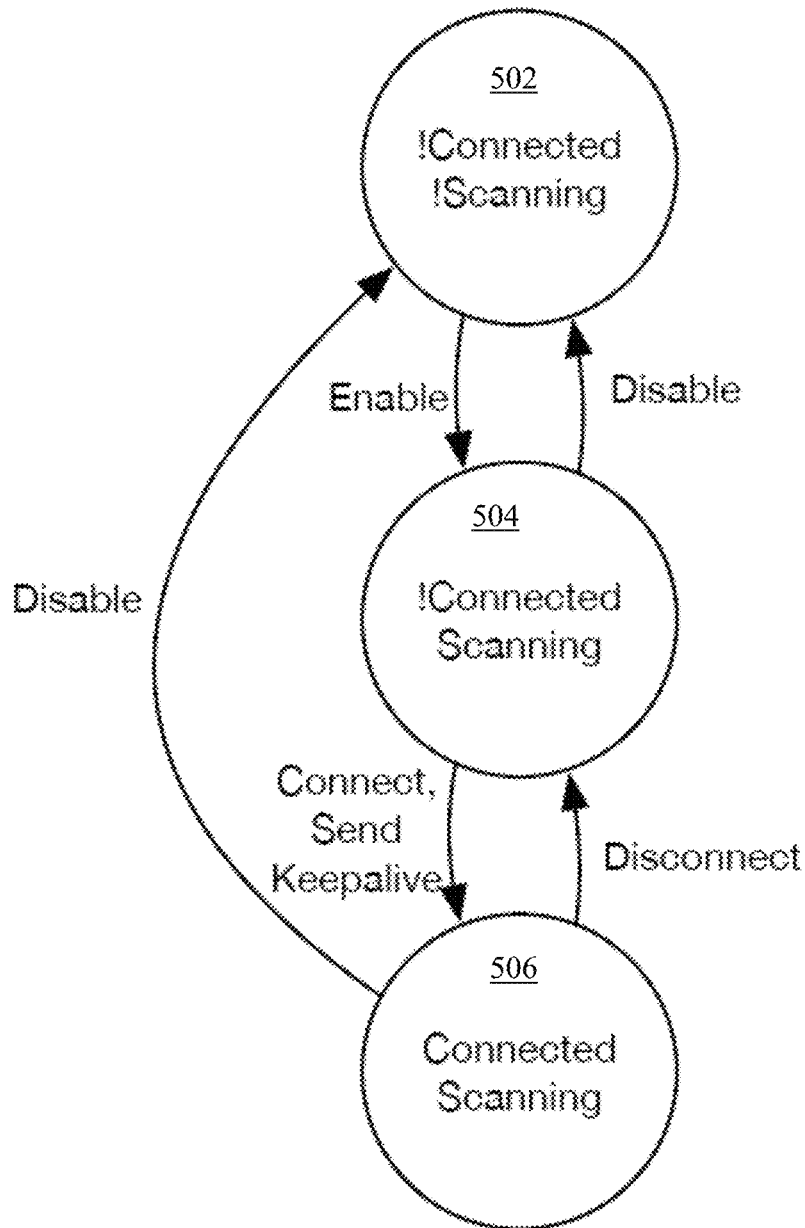 502
!Connected
!Scanning
Enable
Disable
504
!Connected
Scanning
Disable
Connect,
Send
Keepalive
Disconnect
506
Connected
Scanning